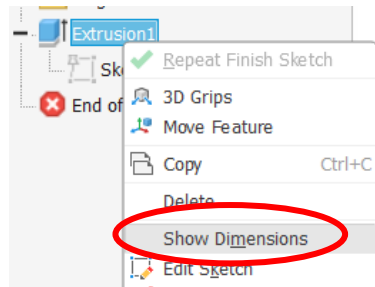 Extrusion1
Repeat Finish Sketch
Sk
3D Grips
End of
Move Feature
Copy Ctrl+C
Delete
Show Dimensions
Edit Sketch